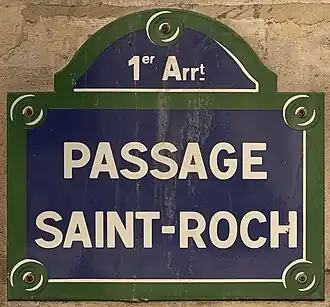 1er Arrt
PASSAGE
SAINT-ROCH